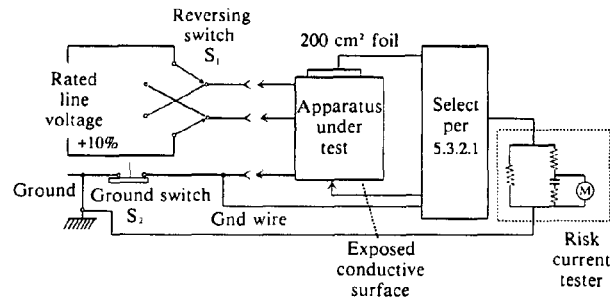 Reversing
switch
S₁
200 cm² foil
Rated
line
voltage
+10%
Apparatus
under
test
Select
per
5.3.2.1
Ground
Ground switch
S₂
Gnd wire
M
Exposed
conductive
surface
Risk
current
tester